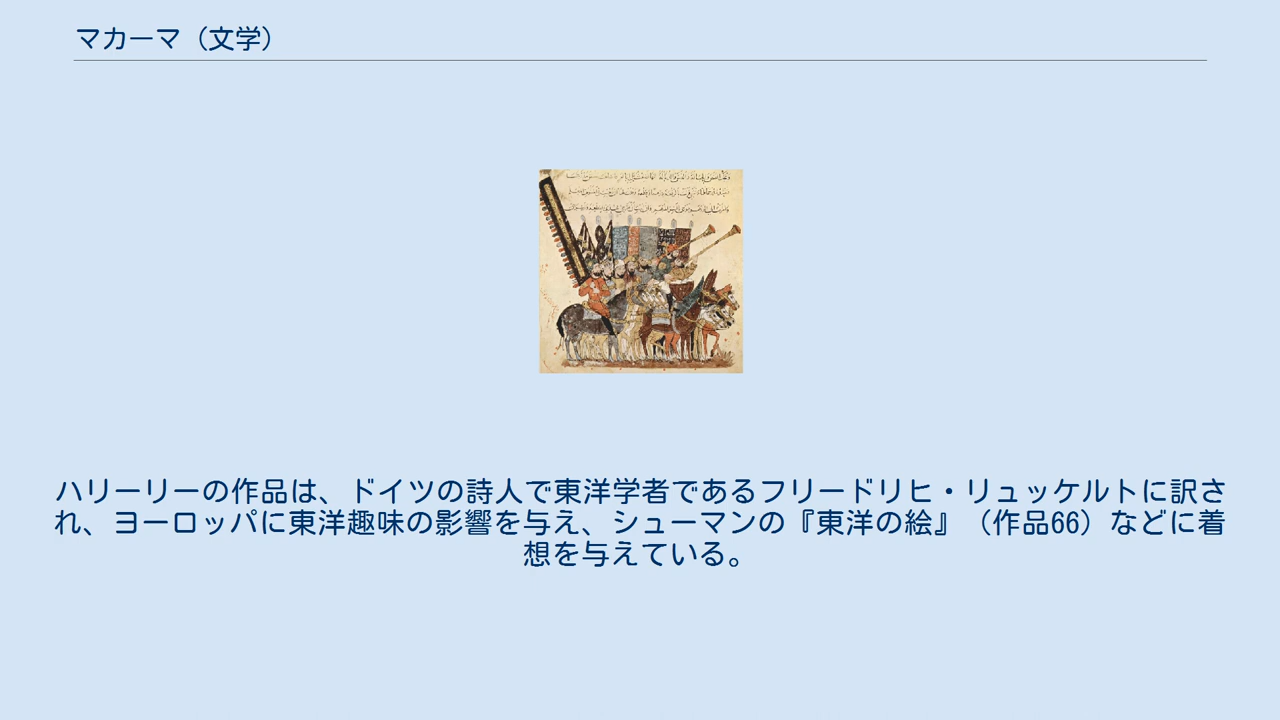 マカーマ（文学）
ハリーリーの作品は、ドイツの詩人で東洋学者であるフリードリヒ・リュッケルトに訳さ
れ、ヨーロッパに東洋趣味の影響を与え、シューマンの『東洋の絵』（作品66）などに着
想を与えている。